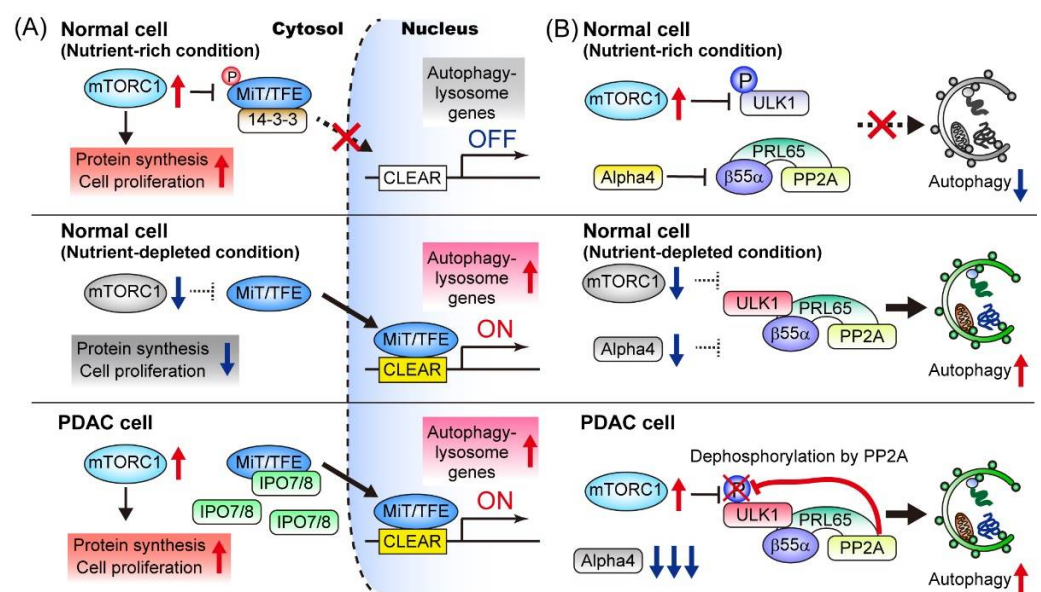 (A)
Normal cell
(Nutrient-rich condition)
Cytosol
Nucleus
mTORC1
P
MiT/TFE
14-3-3
Protein synthesis
Cell proliferation
Autophagy-
lysosome
genes
OFF
CLEAR
Normal cell
(Nutrient-depleted condition)
mTORC1
MiT/TFE
Protein synthesis
Cell proliferation
Autophagy-
lysosome
genes
ON
MiT/TFE
CLEAR
PDAC cell
mTORC1
MiT/TFE
IPO7/8
IPO7/8
IPO7/8
Protein synthesis
Cell proliferation
Autophagy-
lysosome
genes
ON
MiT/TFE
CLEAR
(B)
Normal cell
(Nutrient-rich condition)
mTORC1
P
ULK1
Alpha4
PRL65
β55α
PP2A
Autophagy
Normal cell
(Nutrient-depleted condition)
mTORC1
Alpha4
ULK1
PRL65
β55α
PP2A
Autophagy
PDAC cell
Dephosphorylation by PP2A
mTORC1
P
ULK1
PRL65
β55α
PP2A
Alpha4
Autophagy